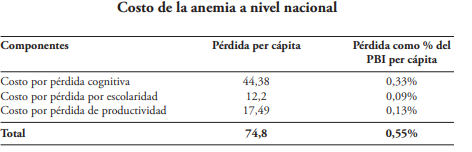 Costo de la anemia a nivel nacional
Componentes Pérdida per cápita Pérdida como % del
PBI per cápita
Costo por pérdida cognitiva 44,38 0,33%
Costo por pérdida por escolaridad 12,2 0,09%
Costo por pérdida de productividad 17,49 0,13%
Total 74,8 0,55%